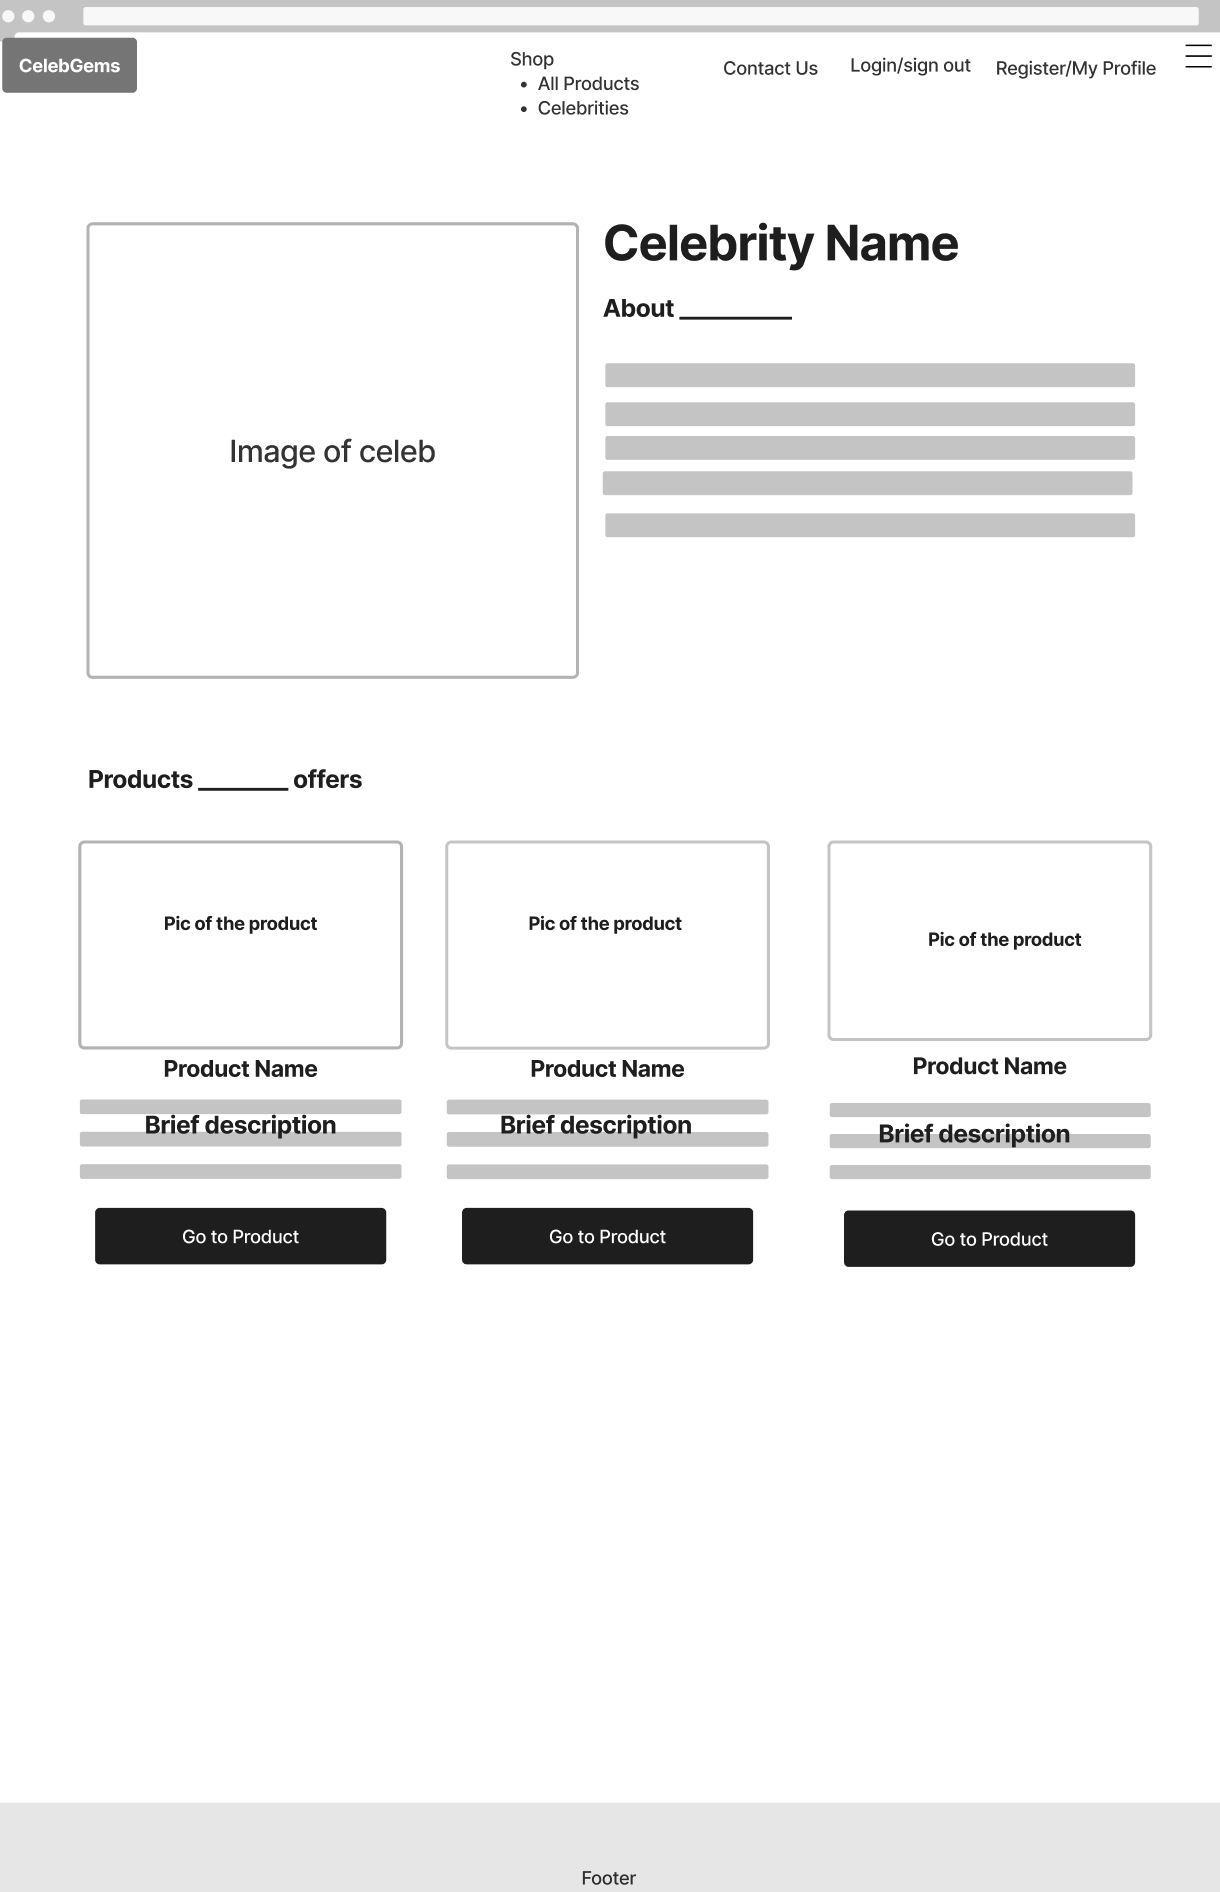 CelebGems
Shop
• All Products
• Celebrities
Contact Us
Login/sign out
Register/My Profile
Celebrity Name
About _________
Image of celeb
Products _______ offers
Pic of the product
Pic of the product
Pic of the product
Product Name
Product Name
Product Name
Brief description
Brief description
Brief description
Go to Product
Go to Product
Go to Product
Footer